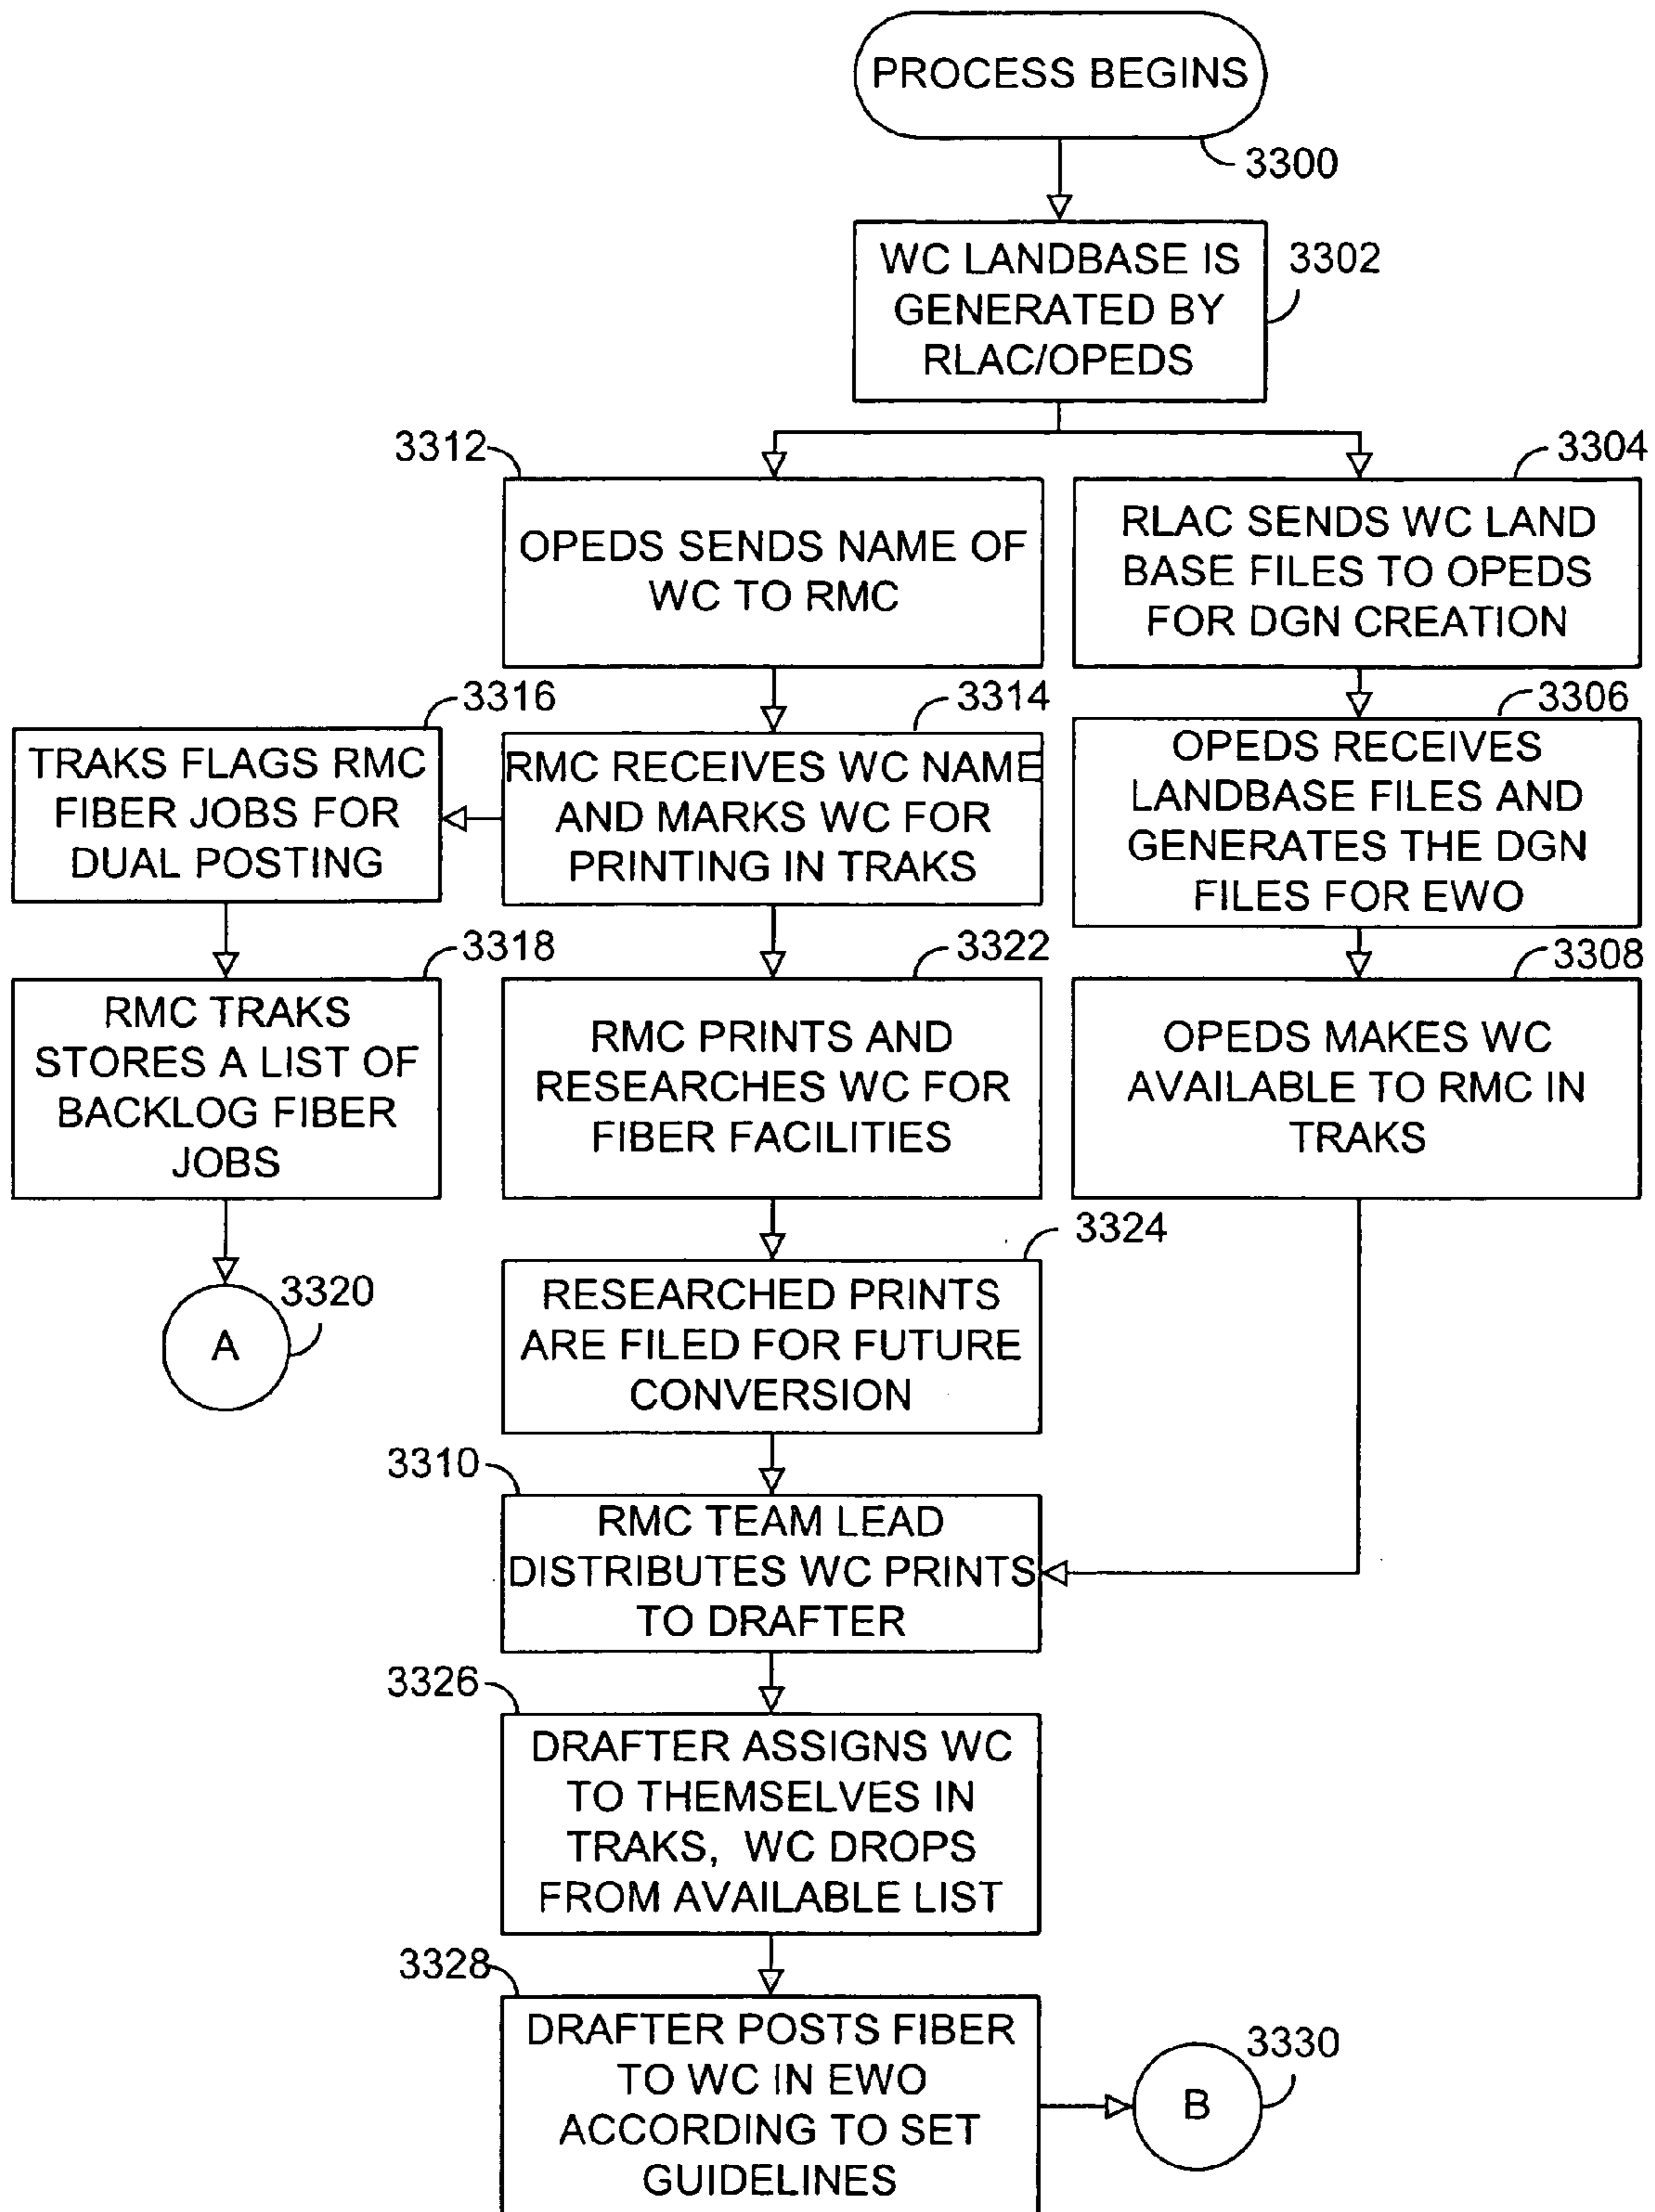 PROCESS BEGINS
3300
WC LANDBASE IS
GENERATED BY
RLAC/OPEDS
3302
3312
OPEDS SENDS NAME OF
WC TO RMC
3304
RLAC SENDS WC LAND
BASE FILES TO OPEDS
FOR DGN CREATION
3316
TRAKS FLAGS RMC
FIBER JOBS FOR
DUAL POSTING
3314
RMC RECEIVES WC NAME
AND MARKS WC FOR
PRINTING IN TRAKS
3306
OPEDS RECEIVES
LANDBASE FILES AND
GENERATES THE DGN
FILES FOR EWO
3318
RMC TRAKS
STORES A LIST OF
BACKLOG FIBER
JOBS
3322
RMC PRINTS AND
RESEARCHES WC FOR
FIBER FACILITIES
3308
OPEDS MAKES WC
AVAILABLE TO RMC IN
TRAKS
3320
A
3324
RESEARCHED PRINTS
ARE FILED FOR FUTURE
CONVERSION
3310
RMC TEAM LEAD
DISTRIBUTES WC PRINTS
TO DRAFTER
3326
DRAFTER ASSIGNS WC
TO THEMSELVES IN
TRAKS, WC DROPS
FROM AVAILABLE LIST
3328
DRAFTER POSTS FIBER
TO WC IN EWO
ACCORDING TO SET
GUIDELINES
3330
B